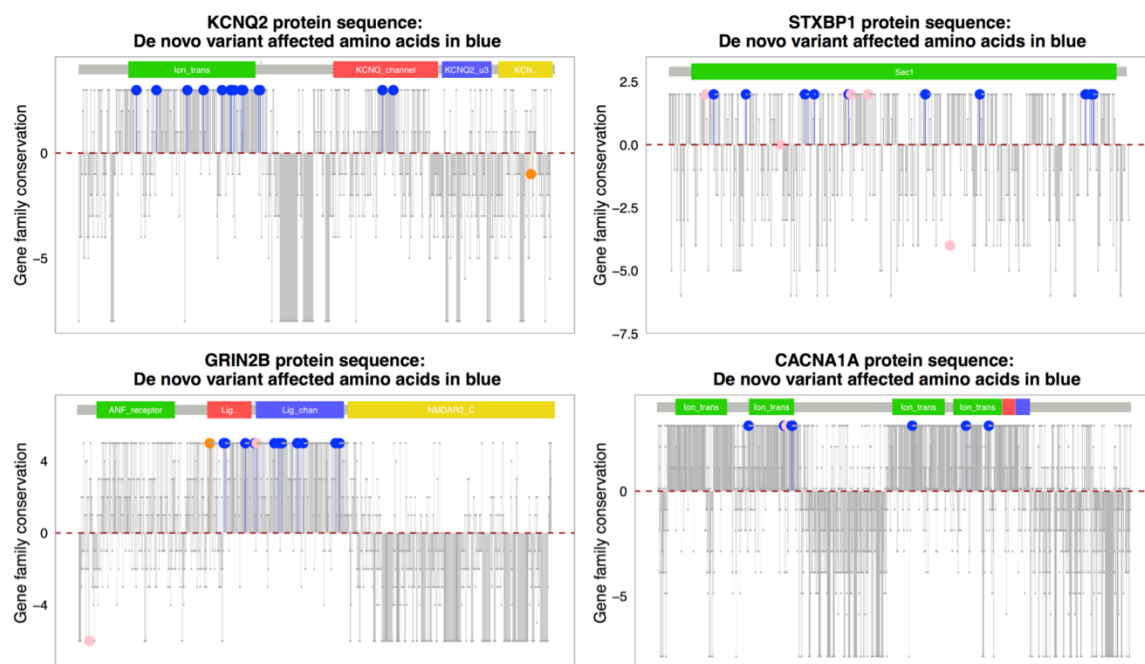 KCNQ2 protein sequence:
De novo variant affected amino acids in blue
Ion_trans
KCNQ_channel
KCNQ2_u3
KCN..
Gene family conservation
0
−5
STXBP1 protein sequence:
De novo variant affected amino acids in blue
Sec1
Gene family conservation
2.5
0.0
−2.5
−5.0
−7.5
GRIN2B protein sequence:
De novo variant affected amino acids in blue
ANF_receptor
Lig..
Lig_chan
NMDAR2_C
Gene family conservation
4
0
−4
CACNA1A protein sequence:
De novo variant affected amino acids in blue
Ion_trans
Ion_trans
Ion_trans
Ion_trans
Gene family conservation
0
−5